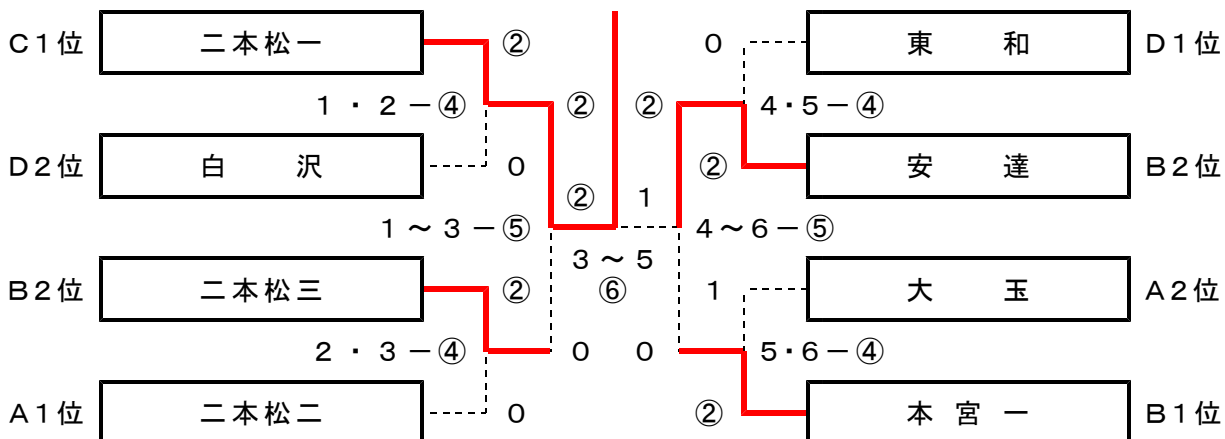 C1位 二本松一 ② 0 東和 D1位
1・2－④ ② ② 4・5－④
D2位 白沢 0 ② 安達 B2位
② 1
1～3－⑤ 4～6－⑤
3～5
B2位 二本松三 ② ⑥ 1 大玉 A2位
2・3－④ 0 0 5・6－④
A1位 二本松二 0 ② 本宮一 B1位